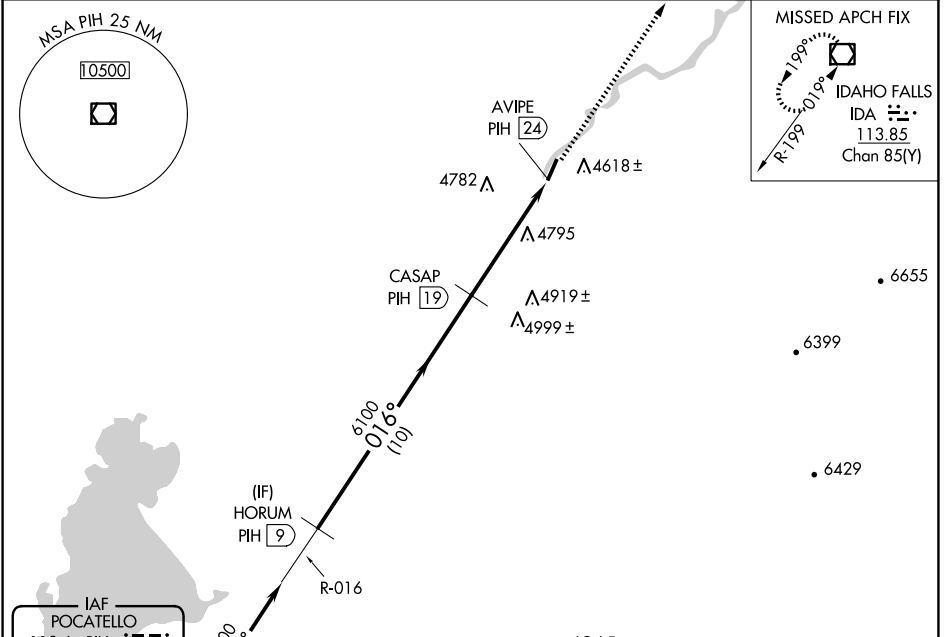 MSA PIH 25 NM
10500
MISSED APCH FIX
199°
019°
R-199
IDAHO FALLS
IDA
113.85
Chan 85(Y)
AVIPE
PIH 24
4618 ±
4782
4795
CASAP
PIH 19
4919 ±
4999 ±
6655
6399
6100
016°
(10)
6429
(IF)
HORUM
PIH 9
R-016
IAF
POCATELLO